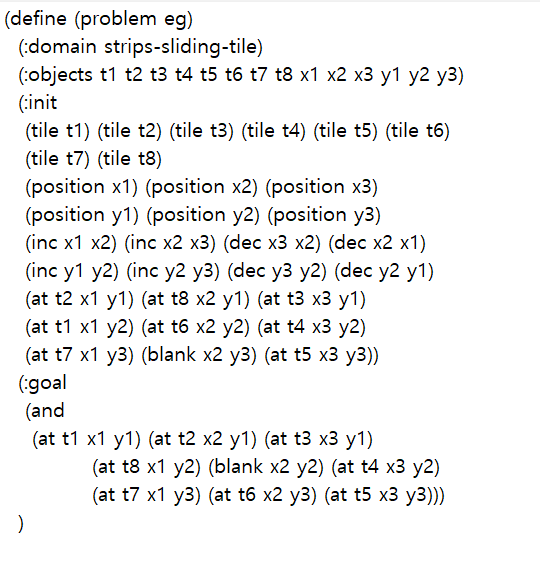 (define (problem eg)
(:domain strips-sliding-tile)
(:objects t1 t2 t3 t4 t5 t6 t7 t8 x1 x2 x3 y1 y2 y3)
(:init
(tile t1) (tile t2) (tile t3) (tile t4) (tile t5) (tile t6)
(tile t7) (tile t8)
(position x1) (position x2) (position x3)
(position y1) (position y2) (position y3)
(inc x1 x2) (inc x2 x3) (dec x3 x2) (dec x2 x1)
(inc y1 y2) (inc y2 y3) (dec y3 y2) (dec y2 y1)
(at t2 x1 y1) (at t8 x2 y1) (at t3 x3 y1)
(at t1 x1 y2) (at t6 x2 y2) (at t4 x3 y2)
(at t7 x1 y3) (blank x2 y3) (at t5 x3 y3))
(:goal
(and
(at t1 x1 y1) (at t2 x2 y1) (at t3 x3 y1)
(at t8 x1 y2) (blank x2 y2) (at t4 x3 y2)
(at t7 x1 y3) (at t6 x2 y3) (at t5 x3 y3)))
)